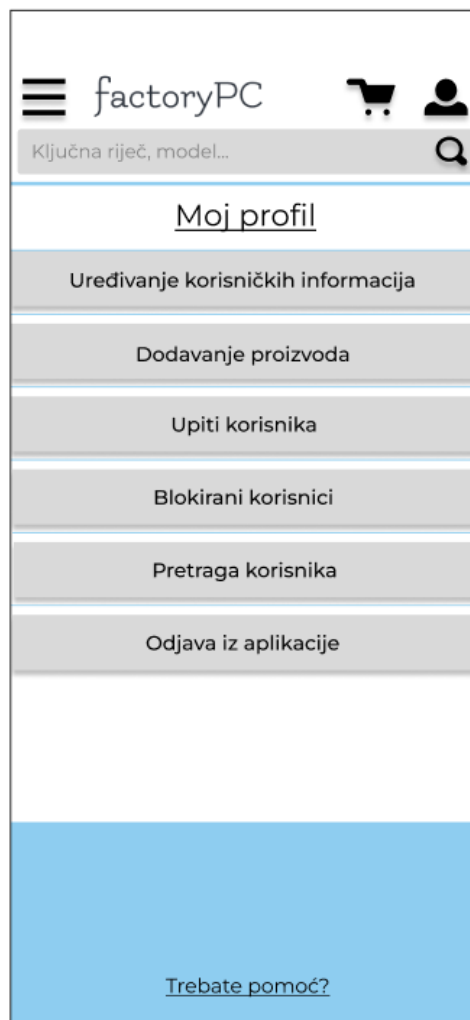 factoryPC
Ključna riječ, model...
Moj profil
Uređivanje korisničkih informacija
Dodavanje proizvoda
Upiti korisnika
Blokirani korisnici
Pretraga korisnika
Odjava iz aplikacije
Trebate pomoć?